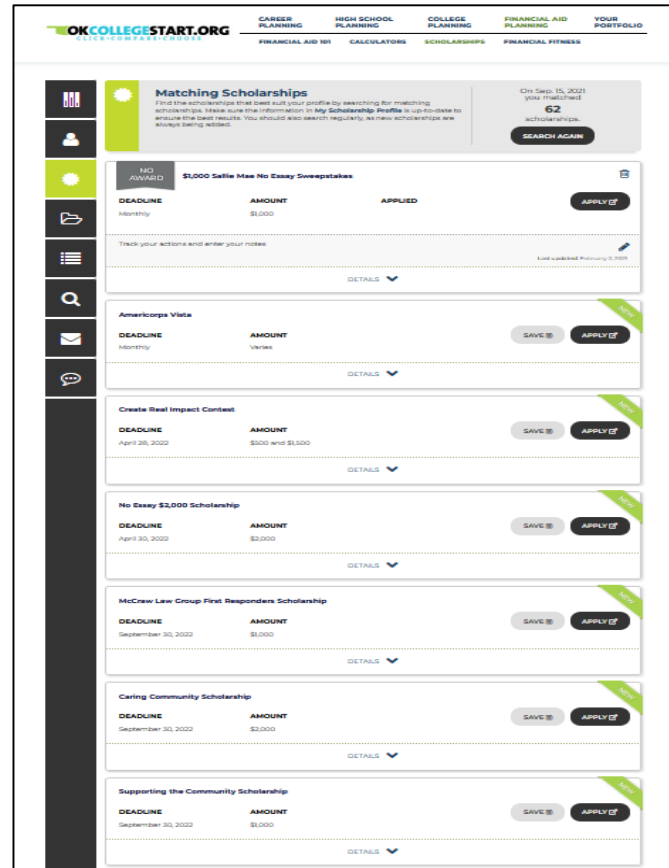 OKCOLLEGESTART.ORG
CLICK•COMPARE•CHOOSE
CAREER PLANNING
HIGH SCHOOL PLANNING
COLLEGE PLANNING
FINANCIAL AID PLANNING
YOUR PORTFOLIO
FINANCIAL AID 101 CALCULATORS SCHOLARSHIPS FINANCIAL FITNESS
Matching Scholarships
Find the scholarships that best suit your profile by searching for matching
scholarships. Make sure the information in My Scholarship Profile is up-to-date to
ensure the best results. You should also search regularly, as new scholarships are
always being added.
On Sep. 15, 2021
you matched
62
scholarships.
SEARCH AGAIN
NO AWARD
$1,000 Sallie Mae No Essay Sweepstakes
DEADLINE AMOUNT APPLIED
Monthly $1,000
APPLY
Track your actions and enter your notes
Last updated February 3, 2021
DETAILS
NEW
Americorps Vista
DEADLINE AMOUNT
Monthly Varies
SAVE APPLY
DETAILS
NEW
Create Real Impact Contest
DEADLINE AMOUNT
April 28, 2022 $500 and $1,500
SAVE APPLY
DETAILS
NEW
No Essay $2,000 Scholarship
DEADLINE AMOUNT
April 30, 2022 $2,000
SAVE APPLY
DETAILS
NEW
McCraw Law Group First Responders Scholarship
DEADLINE AMOUNT
September 30, 2022 $1,000
SAVE APPLY
DETAILS
NEW
Caring Community Scholarship
DEADLINE AMOUNT
September 30, 2022 $2,000
SAVE APPLY
DETAILS
NEW
Supporting the Community Scholarship
DEADLINE AMOUNT
September 30, 2022 $1,000
SAVE APPLY
DETAILS